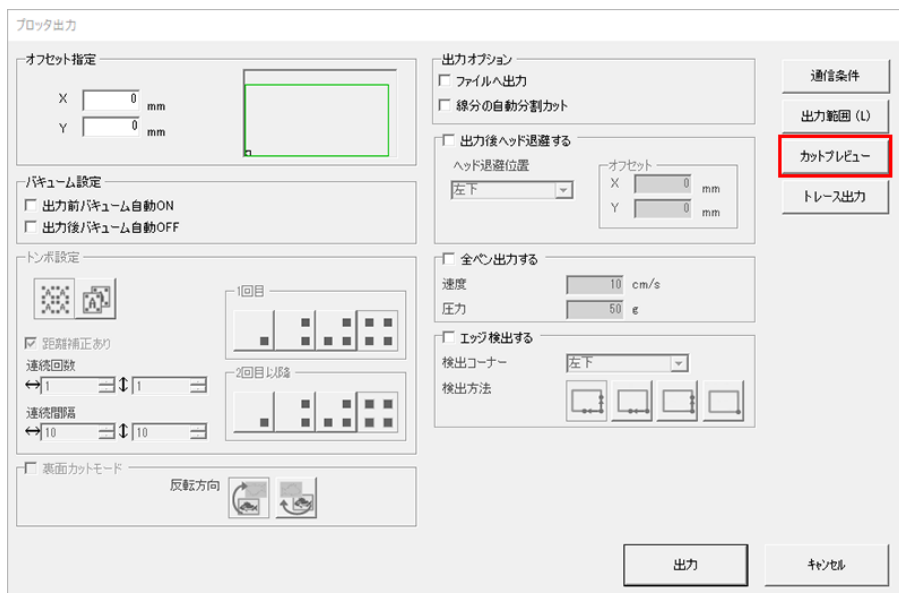 プロッタ出力
オフセット指定
X 0 mm
Y 0 mm
バキューム設定
出力前バキューム自動ON
出力後バキューム自動OFF
トンボ設定
距離補正あり
連続回数
1 1
連続間隔
10 10
1回目
2回目以降
裏面カットモード
反転方向
出力オプション
ファイルへ出力
線分の自動分割カット
出力後ヘッド退避する
ヘッド退避位置
左下
オフセット
X 0 mm
Y 0 mm
全ペン出力する
速度 10 cm/s
圧力 50 g
エッジ検出する
検出コーナー 左下
検出方法
通信条件
出力範囲 (L)
カットプレビュー
トレース出力
出力
キャンセル